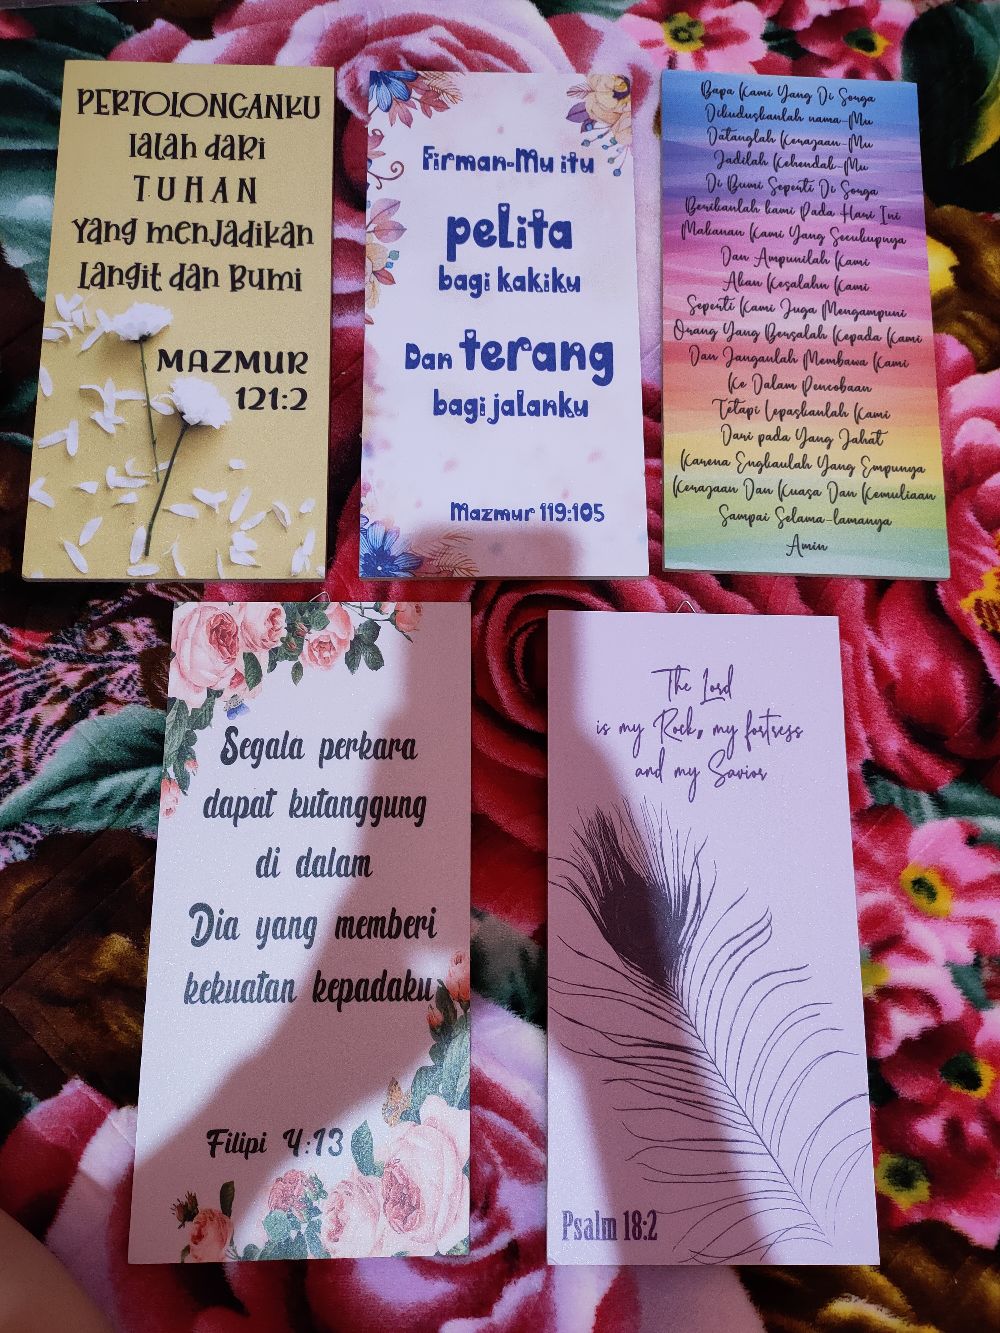 PERTOLONGANKU
Ialah daRi
TUHAN
Yang menJadikan
Langit dan Bumi
MAZMUR
121:2
Firman-Mu itu
peLita
bagi kakiku
Dan terang
bagi jalanku
Mazmur 119:105
Bapa Kami Yang Di Sorga
Dikuduskanlah nama-Mu
Datanglah Kerajaan-Mu
Jadilah Kehendak-Mu
Di Bumi Seperti Di Sorga
Berikanlah kami Pada Hari Ini
Makanan Kami Yang Secukupnya
Dan Ampunilah Kami
Akan Kesalahn Kami
Seperti Kami Juga Mengampuni
Orang Yang Bersalah Kepada Kami
Dan Janganlah Membawa Kami
Ke Dalam Pencobaan
Tetapi Lepaskanlah Kami
Dari pada Yang Jahat
Karena Engkaulah Yang Empunya
Kerajaan Dan Kuasa Dan Kemuliaan
Sampai Selama-lamanya
Amin
Segala perkara
dapat kutanggung
di dalam
Dia yang memberi
kekuatan kepadaku
Filipi 4:13
The Lord
is my Rock, my fortress
and my Savior
Psalm 18:2